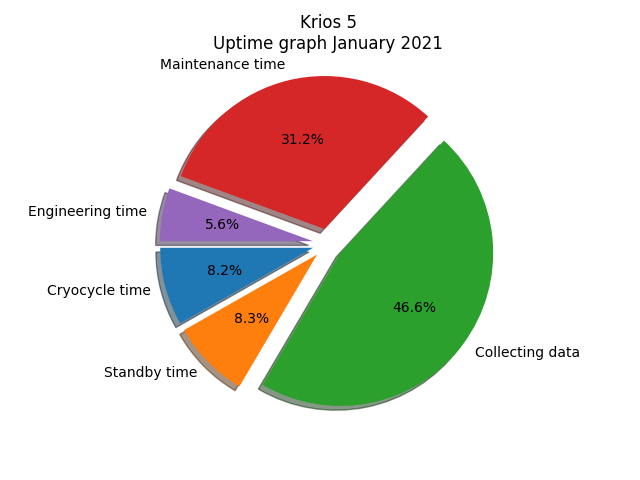 Krios 5
Uptime graph January 2021
Maintenance time
31.2%
Engineering time
5.6%
Cryocycle time
8.2%
Standby time
8.3%
46.6%
Collecting data